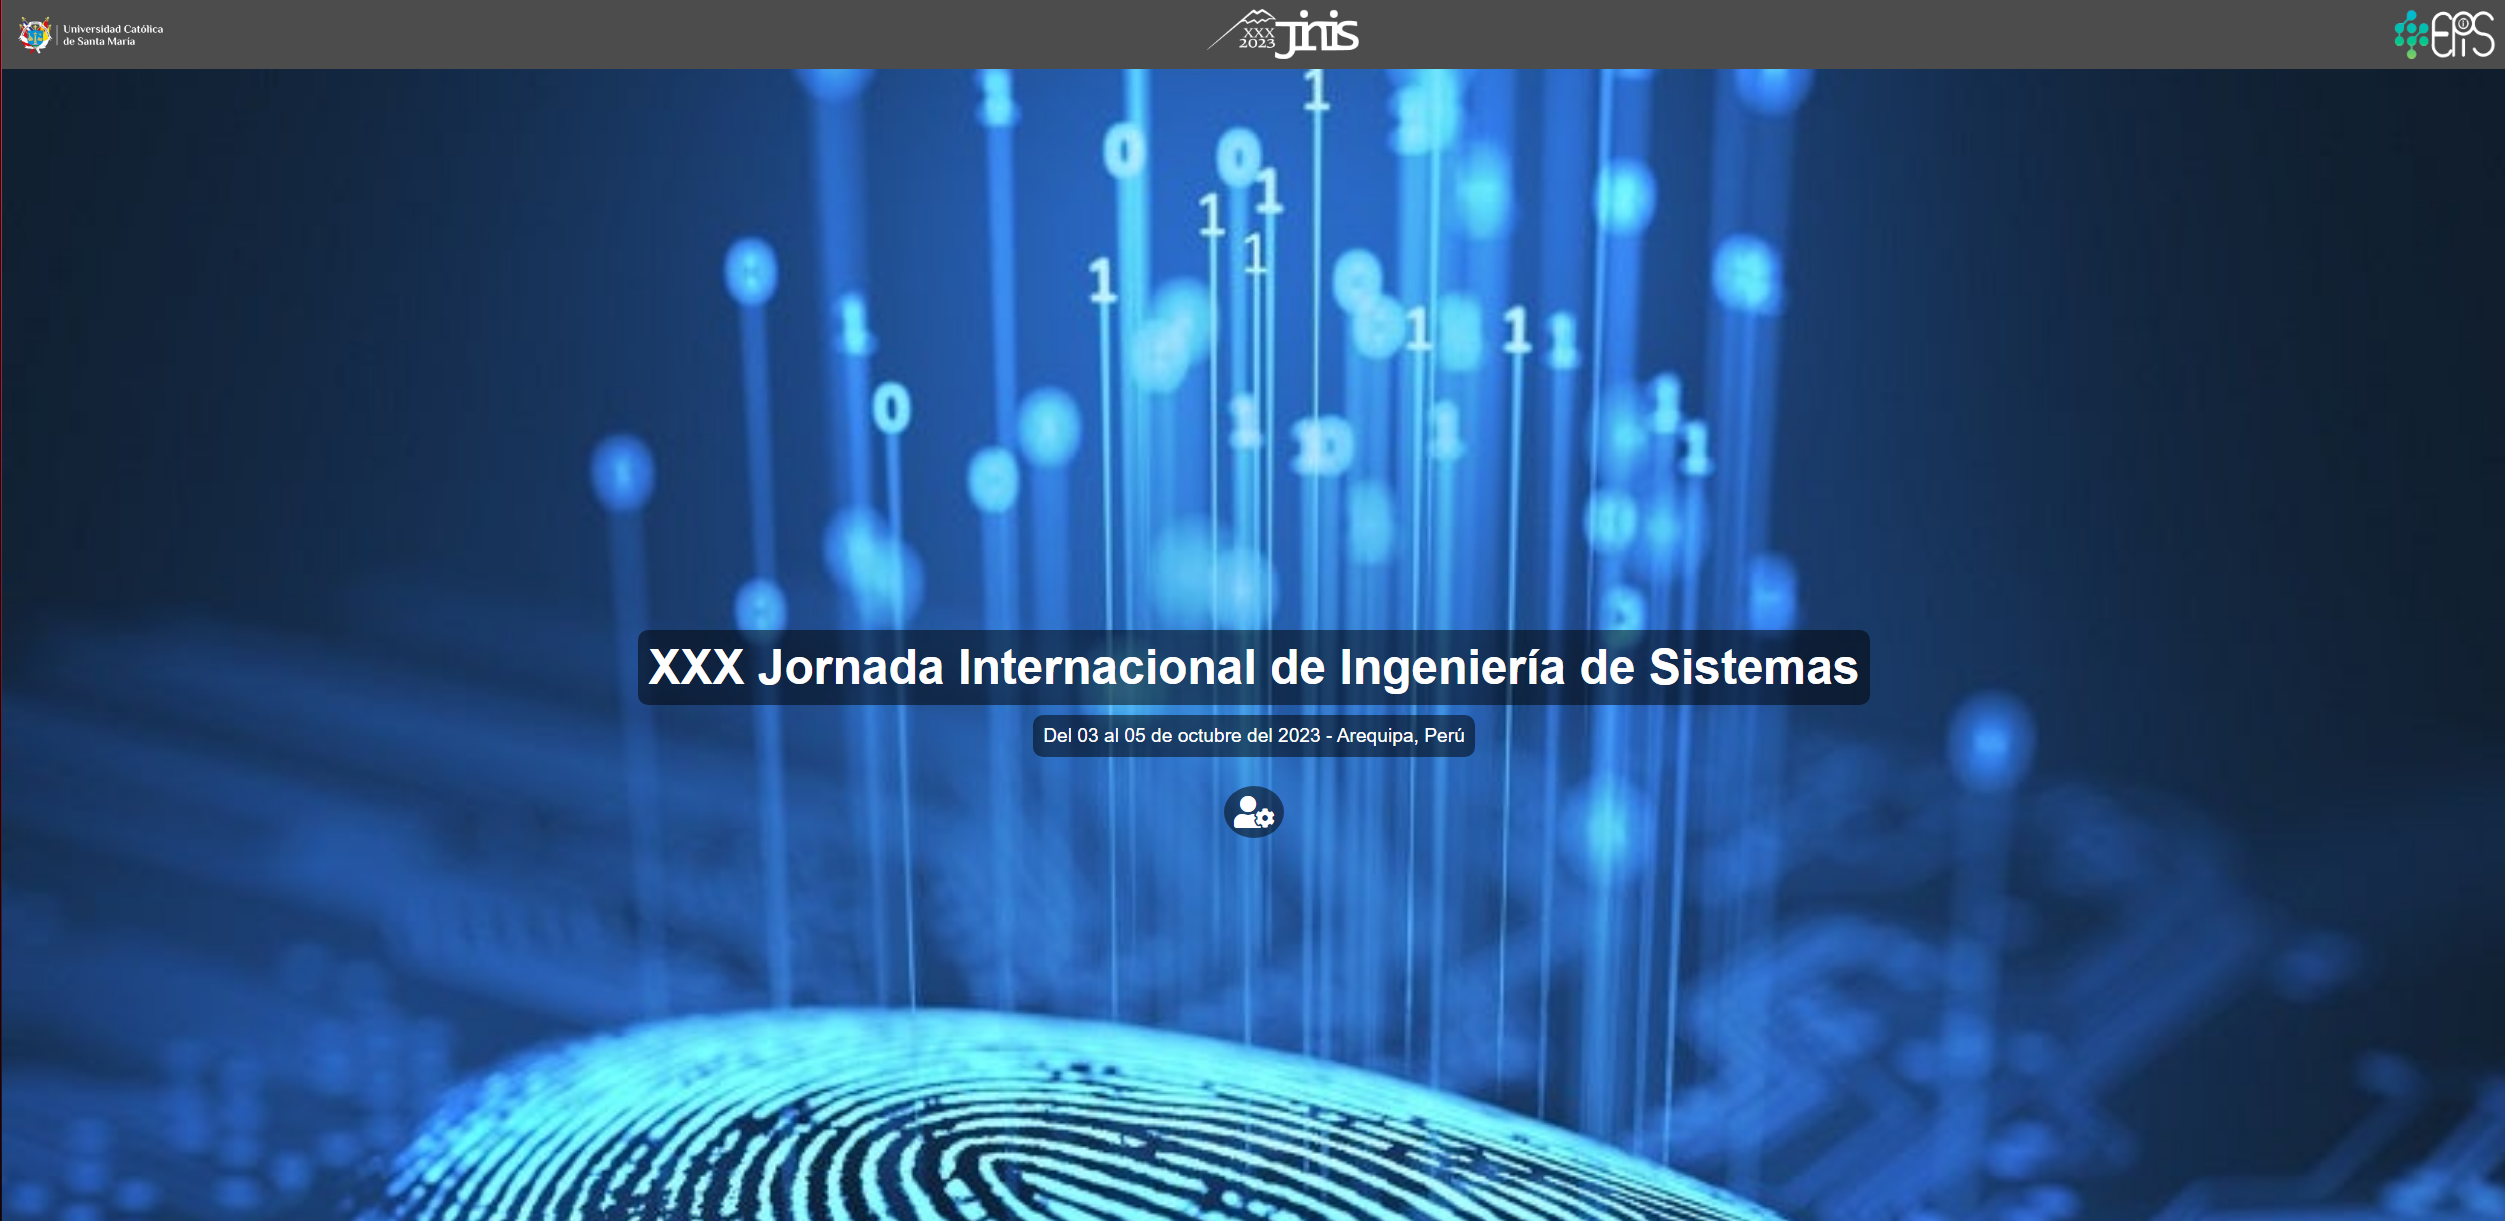 Universidad Católica
de Santa María
XXX
2023
jinis
EPIS
XXX Jornada Internacional de Ingeniería de Sistemas
Del 03 al 05 de octubre del 2023 - Arequipa, Perú